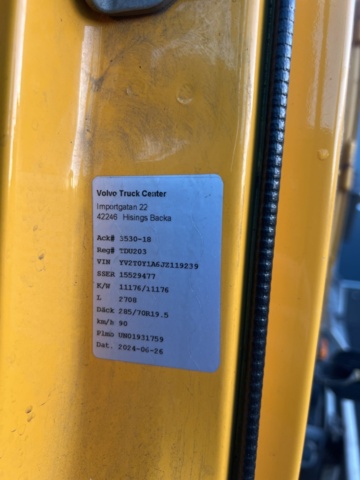 Volvo Truck Center
Importgatan 22
42246 Hisings Backa
Ack# 3530-18
Reg# TDU203
VIN YV2T0Y1A6JZ119239
SSER 15529477
K/W 11176/11176
L 2708
Däck 285/70R19.5
km/h 90
Plmb UN01931759
Dat. 2024-06-26